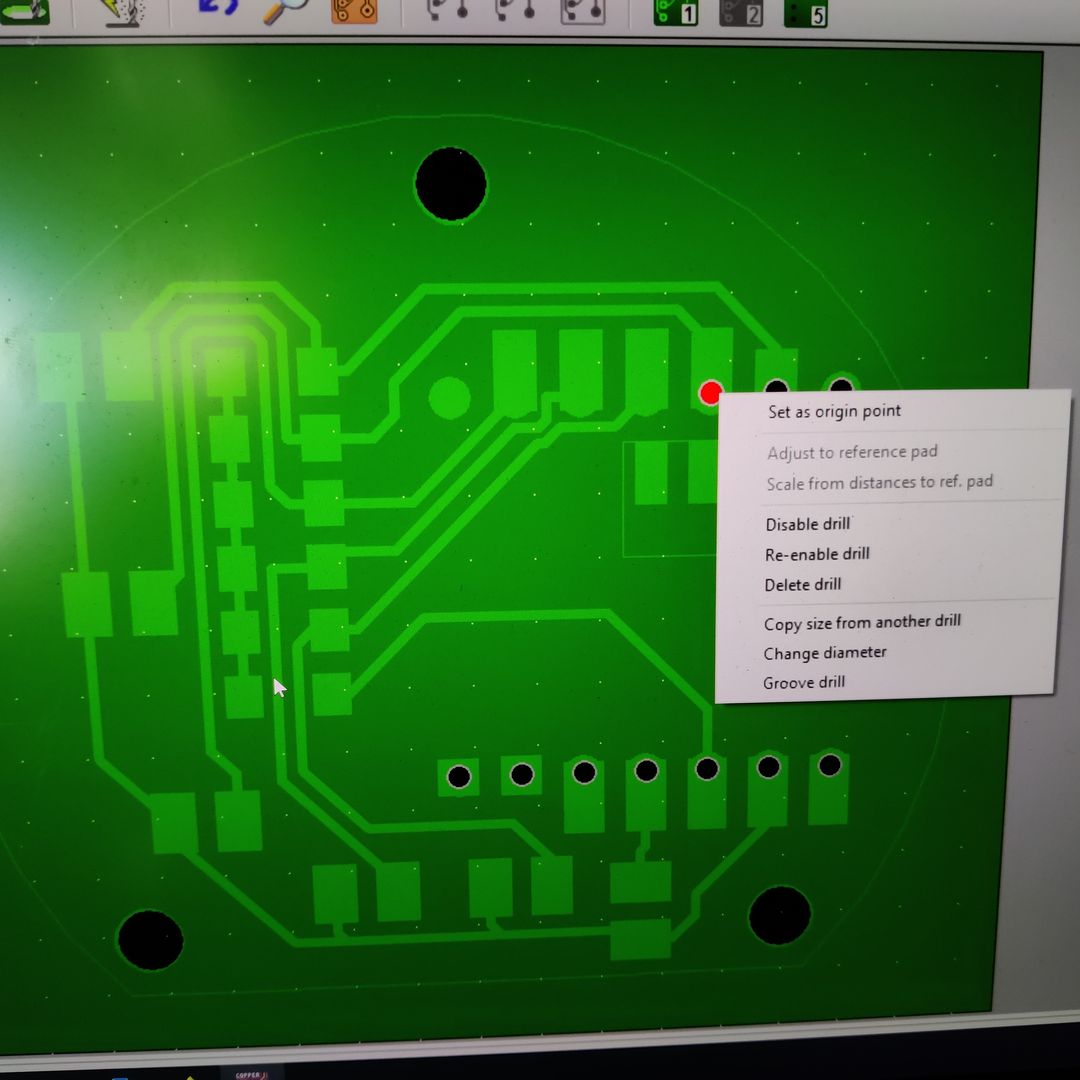 1
2
5
Set as origin point
Adjust to reference pad
Scale from distances to ref. pad
Disable drill
Re-enable drill
Delete drill
Copy size from another drill
Change diameter
Groove drill
COPPER